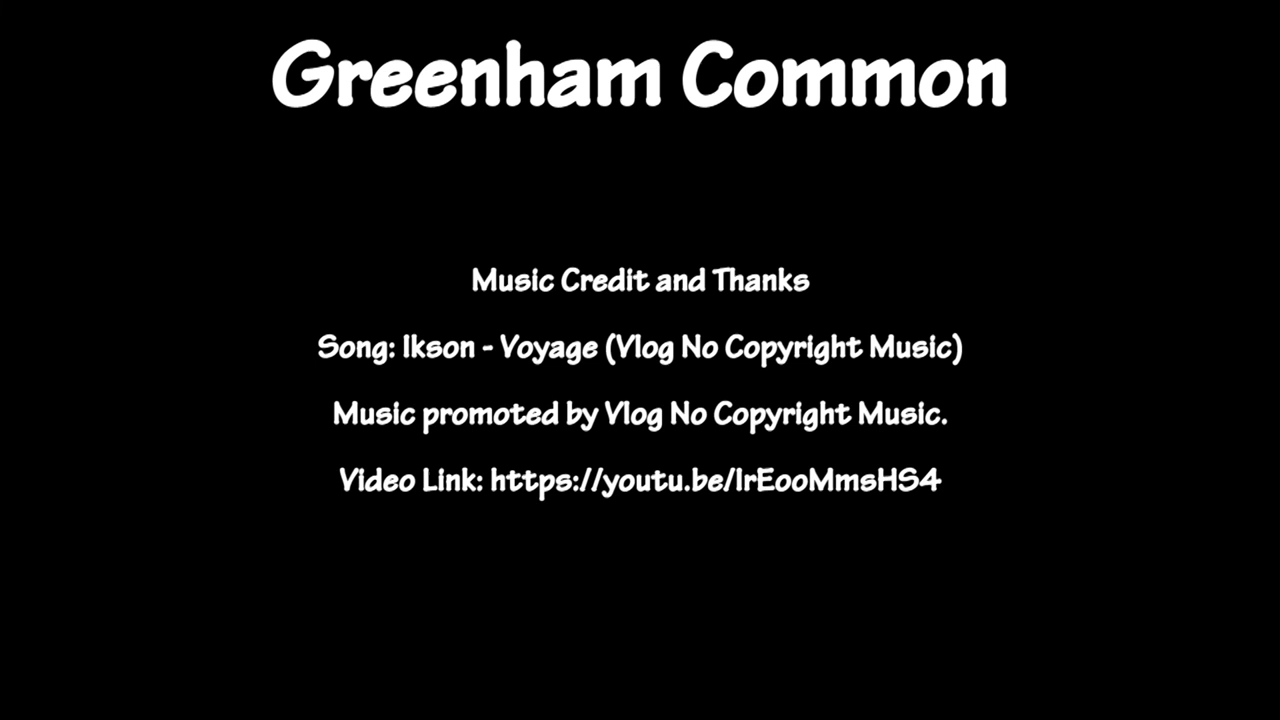 Greenham Common
Music Credit and Thanks
Song: Ikson - Voyage (Vlog No Copyright Music)
Music promoted by Vlog No Copyright Music.
Video Link: https://youtu.be/IrEooMmsHS4